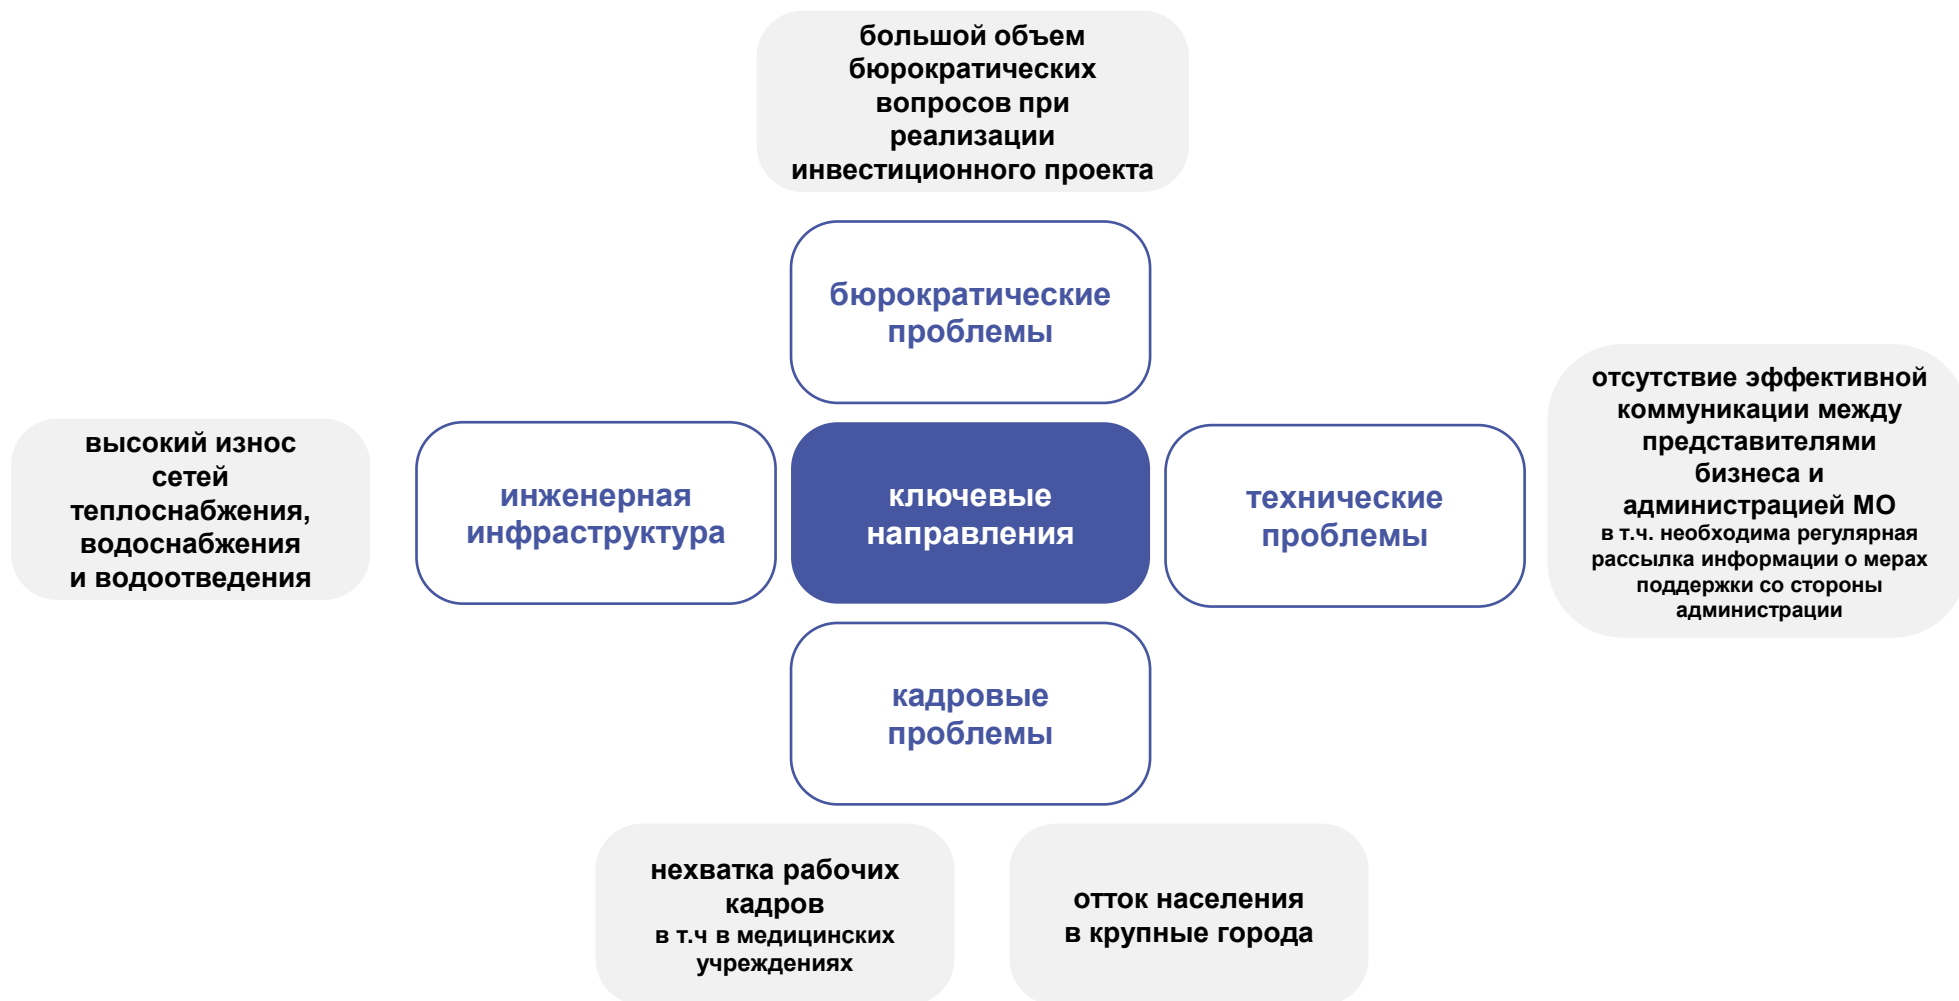 большой объем
бюрократических
вопросов при
реализации
инвестиционного проекта
бюрократические
проблемы
высокий износ
сетей
теплоснабжения,
водоснабжения
и водоотведения
инженерная
инфраструктура
ключевые
направления
технические
проблемы
отсутствие эффективной
коммуникации между
представителями
бизнеса и
администрацией МО
в т.ч. необходима регулярная
рассылка информации о мерах
поддержки со стороны
администрации
кадровые
проблемы
нехватка рабочих
кадров
в т.ч в медицинских
учреждениях
отток населения
в крупные города